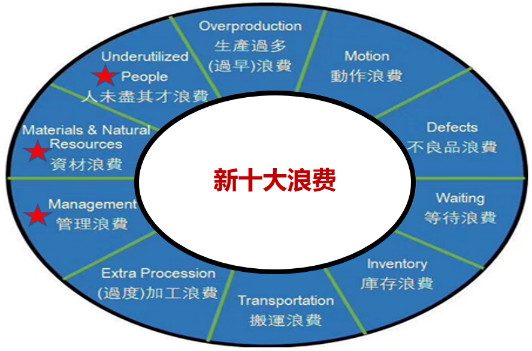 Overproduction
生產過多
(過早)浪費
Motion
動作浪費
Defects
不良品浪費
Waiting
等待浪費
Inventory
庫存浪費
Transportation
搬運浪費
Extra Procession
(過度)加工浪費
Management
管理浪費
Materials & Natural
Resources
資材浪費
Underutilized
People
人未盡其才浪費
新十大浪费